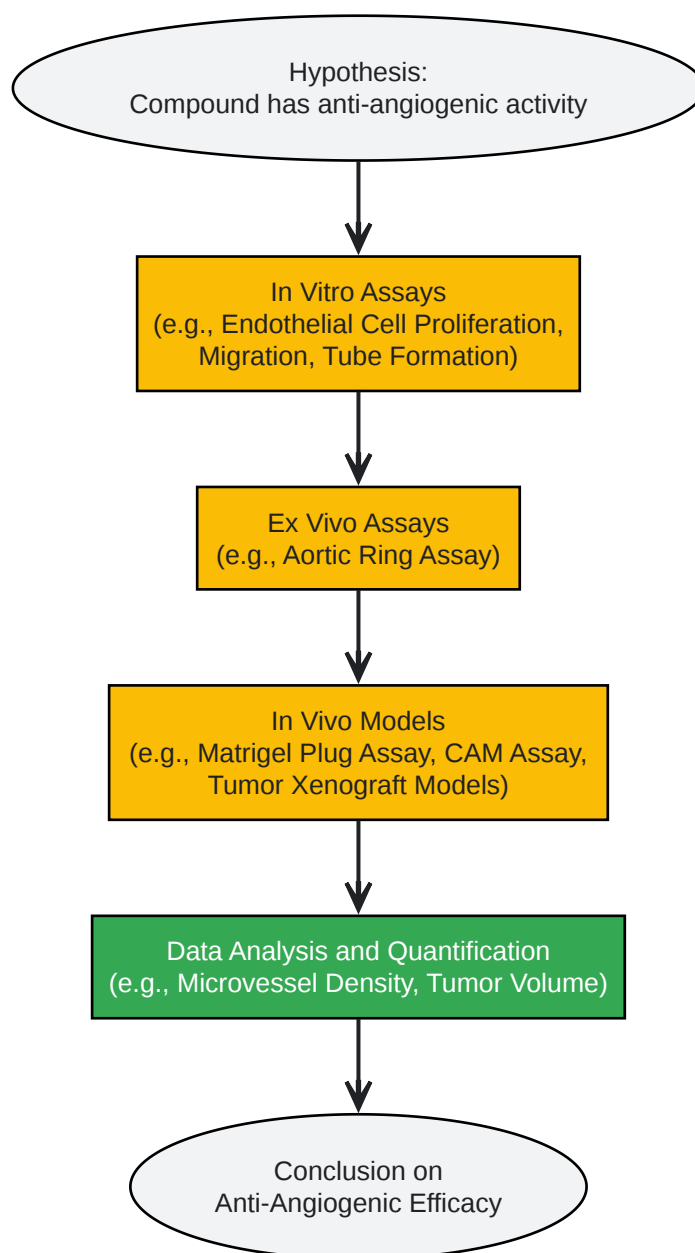 Hypothesis:
Compound has anti-angiogenic activity
In Vitro Assays
(e.g., Endothelial Cell Proliferation,
Migration, Tube Formation)
Ex Vivo Assays
(e.g., Aortic Ring Assay)
In Vivo Models
(e.g., Matrigel Plug Assay, CAM Assay,
Tumor Xenograft Models)
Data Analysis and Quantification
(e.g., Microvessel Density, Tumor Volume)
Conclusion on
Anti-Angiogenic Efficacy